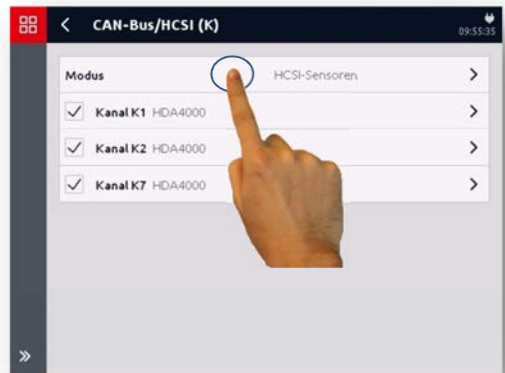 CAN-Bus/HCSI (K)
09:55:35
Modus HCSI-Sensoren
Kanal K1 HDA4000
Kanal K2 HDA4000
Kanal K7 HDA4000